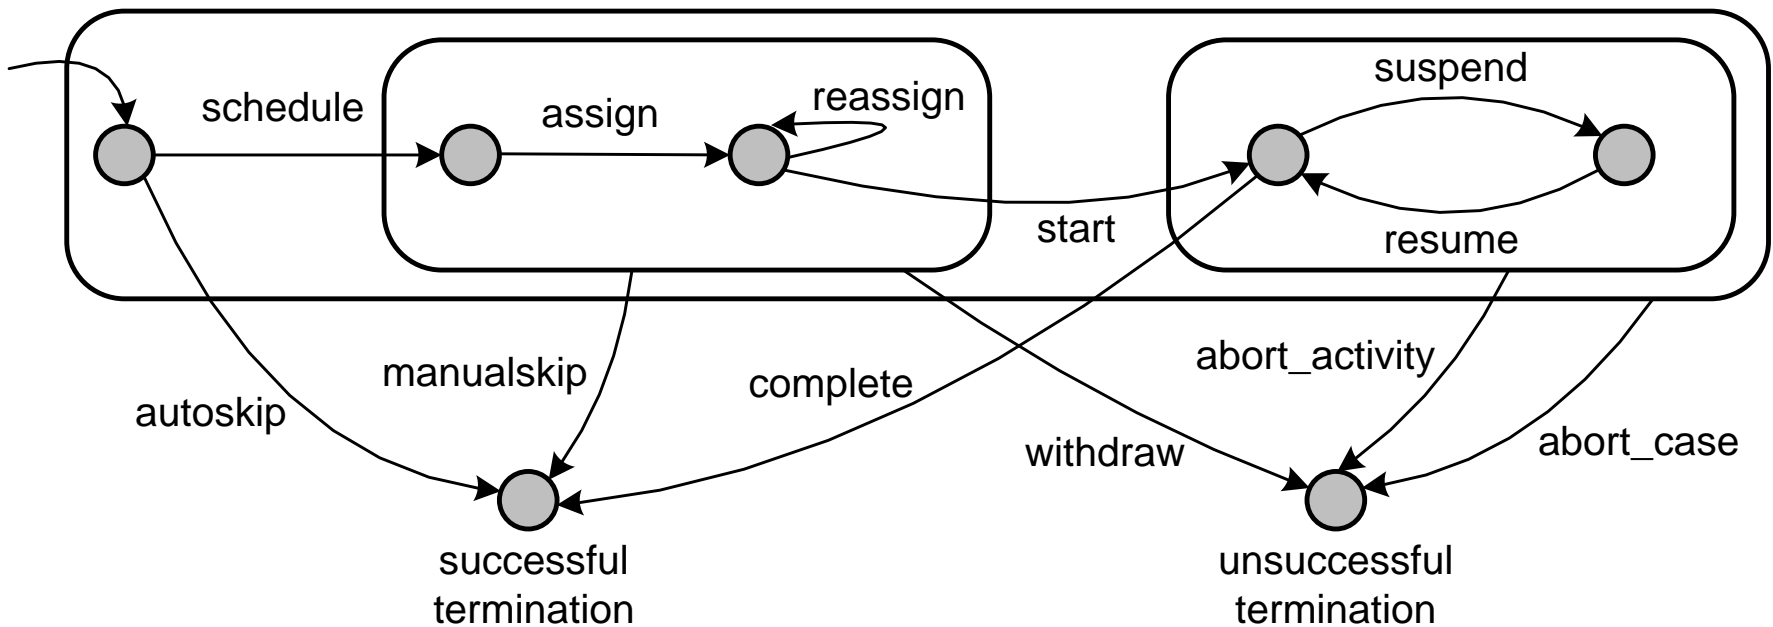 suspend
reassign
schedule
assign
start
resume
abort_activity
manualskip
complete
autoskip
abort_case
withdraw
successful
termination
unsuccessful
termination